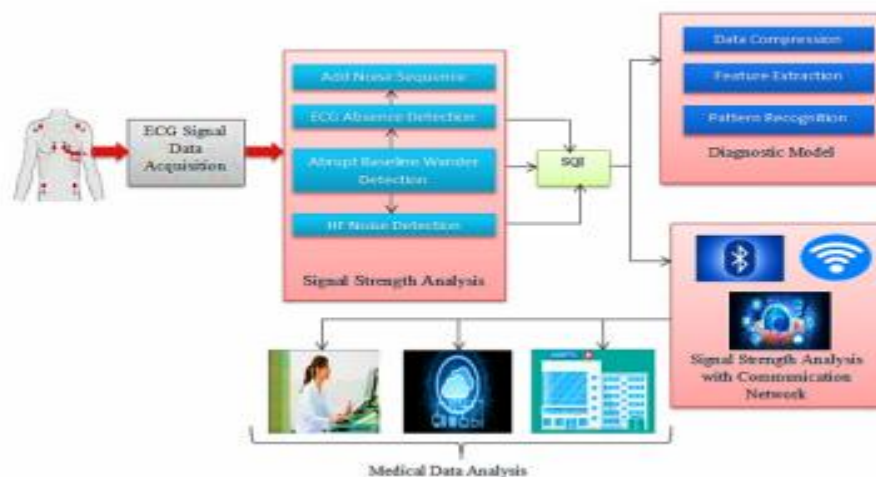 ECG Signal
Data
Acquisition
Add Noise Sequence
ECG Absence Detection
Abrupt Baseline Wander
Detection
HF Noise Detection
Signal Strength Analysis
SQI
Data Compression
Feature Extraction
Pattern Recognition
Diagnostic Model
Signal Strength Analysis
with Communication
Network
Medical Data Analysis